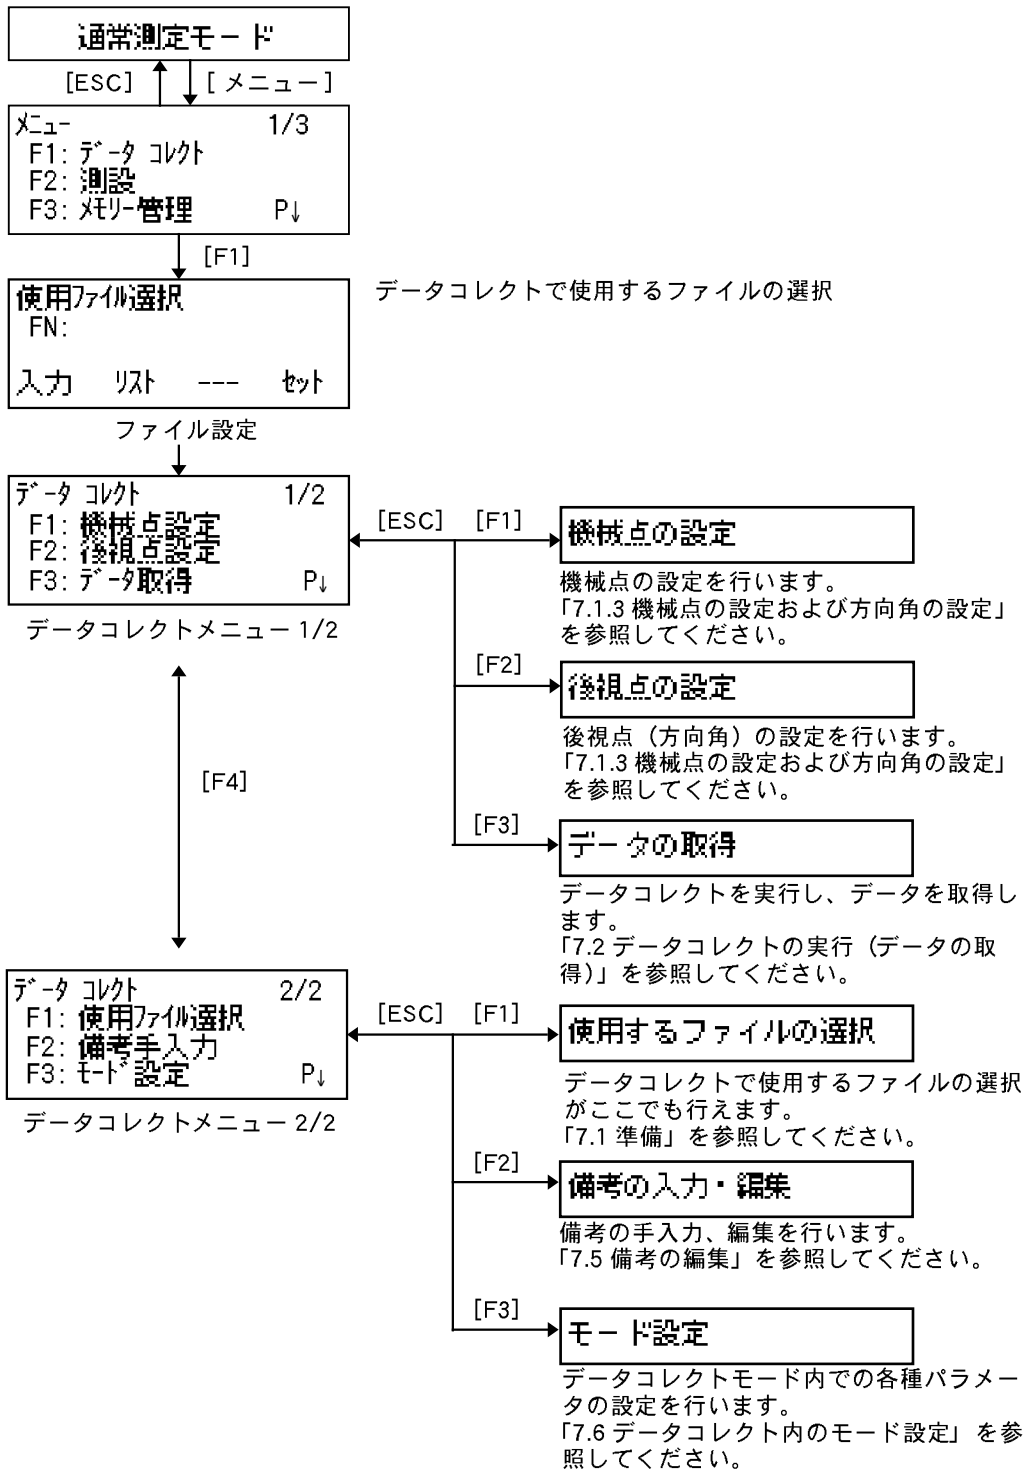 通常測定モード
[ESC] [メニュー]
メニュー 1/3
F1: データ コレクト
F2: 測設
F3: メモリー管理 P↓
[F1]
使用ファイル選択
FN:
入力 リスト --- セット
データコレクトで使用するファイルの選択
ファイル設定
データ コレクト 1/2
F1: 機械点設定
F2: 後視点設定
F3: データ取得 P↓
データコレクトメニュー 1/2
[ESC] [F1]
機械点の設定
機械点の設定を行います。
「7.1.3 機械点の設定および方向角の設定」
を参照してください。
[F2]
後視点の設定
後視点（方向角）の設定を行います。
「7.1.3 機械点の設定および方向角の設定」
を参照してください。
[F4]
[F3]
データの取得
データコレクトを実行し、データを取得し
ます。
「7.2 データコレクトの実行（データの取
得）」を参照してください。
データ コレクト 2/2
F1: 使用ファイル選択
F2: 備考手入力
F3: モード設定 P↓
データコレクトメニュー 2/2
[ESC] [F1]
使用するファイルの選択
データコレクトで使用するファイルの選択
がここでも行えます。
「7.1 準備」を参照してください。
[F2]
備考の入力・編集
備考の手入力、編集を行います。
「7.5 備考の編集」を参照してください。
[F3]
モード設定
データコレクトモード内での各種パラメー
タの設定を行います。
「7.6 データコレクト内のモード設定」を参
照してください。